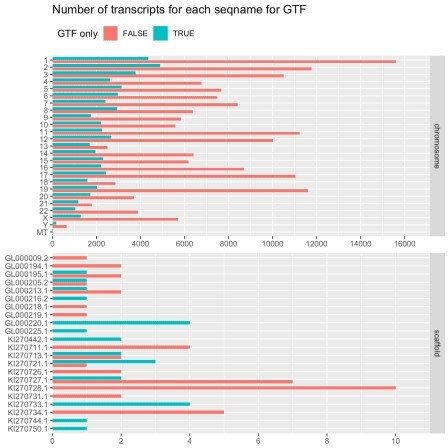 Number of transcripts for each seqname for GTF
GTF only FALSE TRUE
1
2
3
4
5
6
7
8
9
10
11
12
13
14
15
16
17
18
19
20
21
22
X
Y
MT
0 2000 4000 6000 8000 10000 12000 14000 16000
chromosome
GL000009.2
GL000194.1
GL000195.1
GL000205.2
GL000213.1
GL000216.2
GL000218.1
GL000219.1
GL000220.1
GL000225.1
KI270442.1
KI270711.1
KI270713.1
KI270721.1
KI270726.1
KI270727.1
KI270728.1
KI270731.1
KI270733.1
KI270734.1
KI270744.1
KI270750.1
0 2 4 6 8 10
scaffold